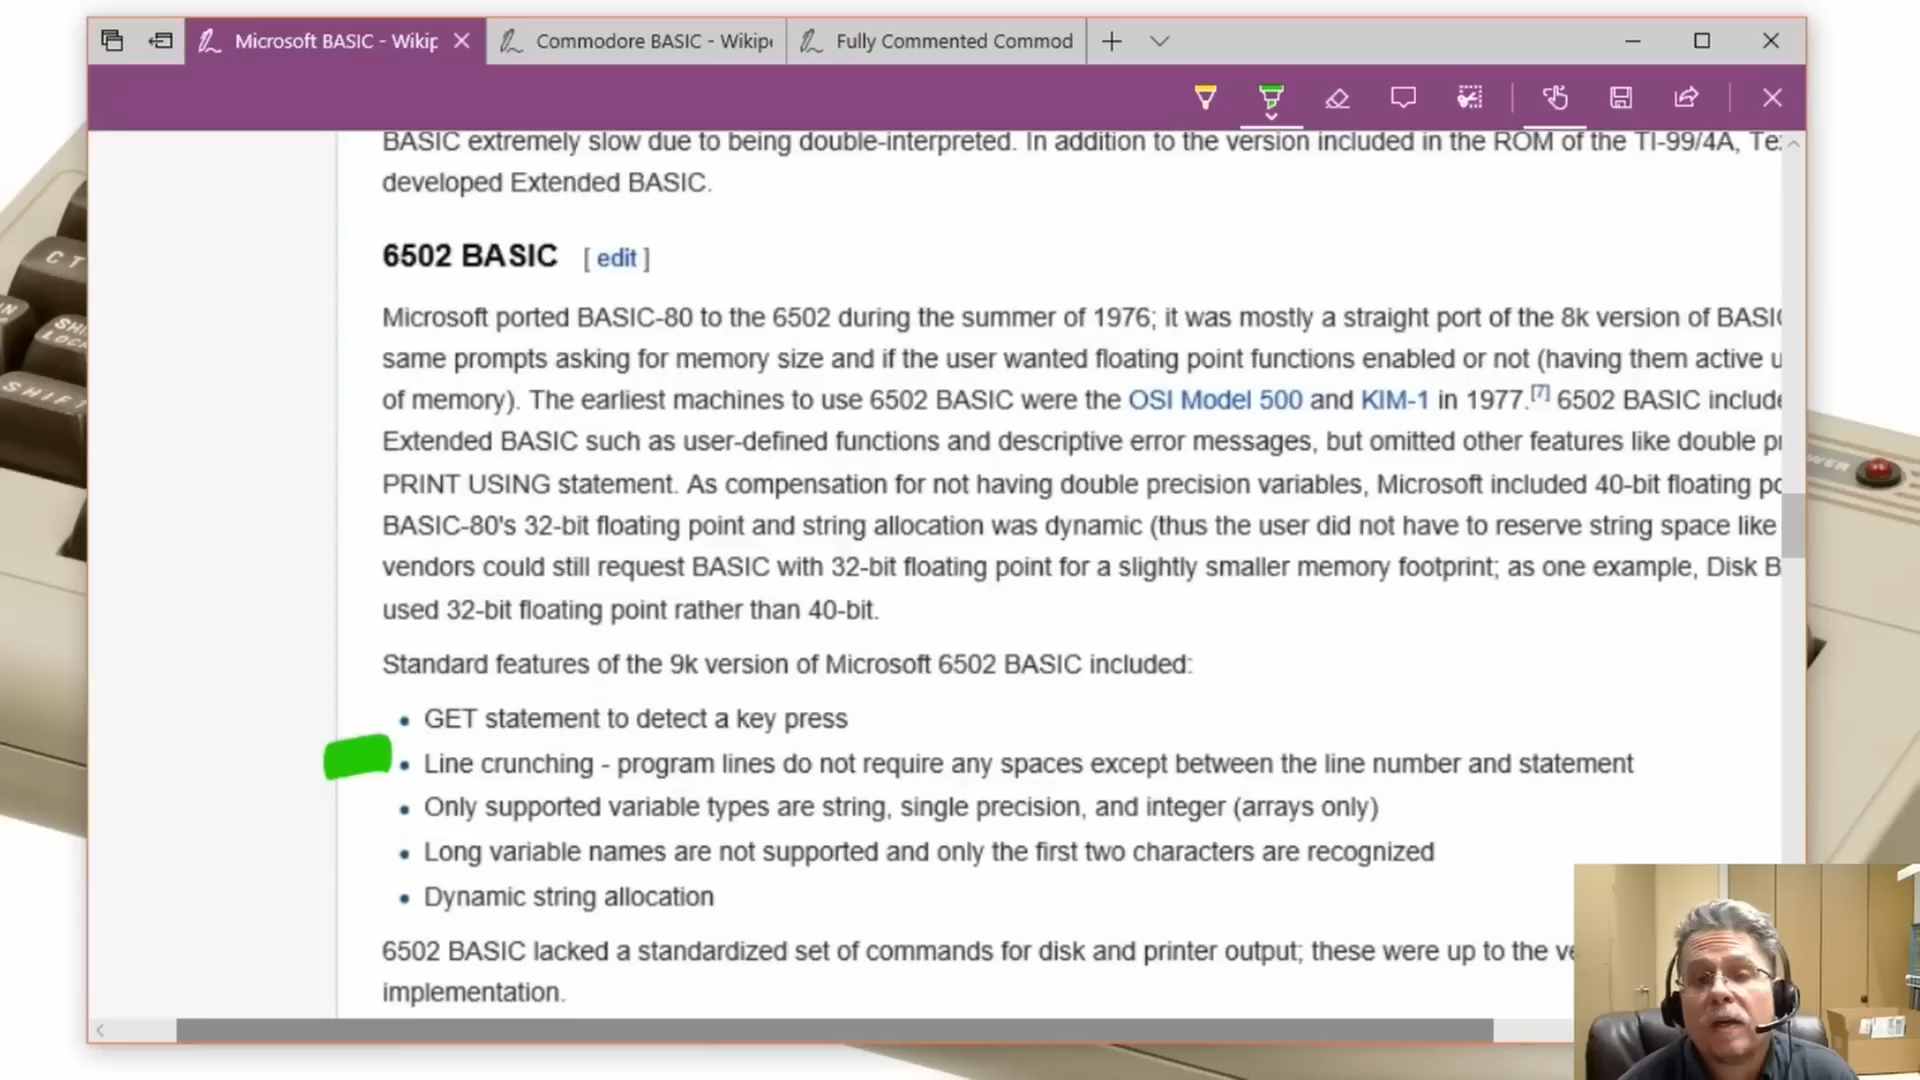 Microsoft BASIC - Wikip
Commodore BASIC - Wikip
Fully Commented Commod
BASIC extremely slow due to being double-interpreted. In addition to the version included in the ROM of the TI-99/4A, Te
developed Extended BASIC.
6502 BASIC [ edit ]
Microsoft ported BASIC-80 to the 6502 during the summer of 1976; it was mostly a straight port of the 8k version of BASIC
same prompts asking for memory size and if the user wanted floating point functions enabled or not (having them active u
of memory). The earliest machines to use 6502 BASIC were the OSI Model 500 and KIM-1 in 1977.[7] 6502 BASIC include
Extended BASIC such as user-defined functions and descriptive error messages, but omitted other features like double p
PRINT USING statement. As compensation for not having double precision variables, Microsoft included 40-bit floating po
BASIC-80's 32-bit floating point and string allocation was dynamic (thus the user did not have to reserve string space like
vendors could still request BASIC with 32-bit floating point for a slightly smaller memory footprint; as one example, Disk B
used 32-bit floating point rather than 40-bit.
Standard features of the 9k version of Microsoft 6502 BASIC included:
• GET statement to detect a key press
• Line crunching - program lines do not require any spaces except between the line number and statement
• Only supported variable types are string, single precision, and integer (arrays only)
• Long variable names are not supported and only the first two characters are recognized
• Dynamic string allocation
6502 BASIC lacked a standardized set of commands for disk and printer output; these were up to the ve
implementation.
CT
SHI
LOCK
SHIFT
WER